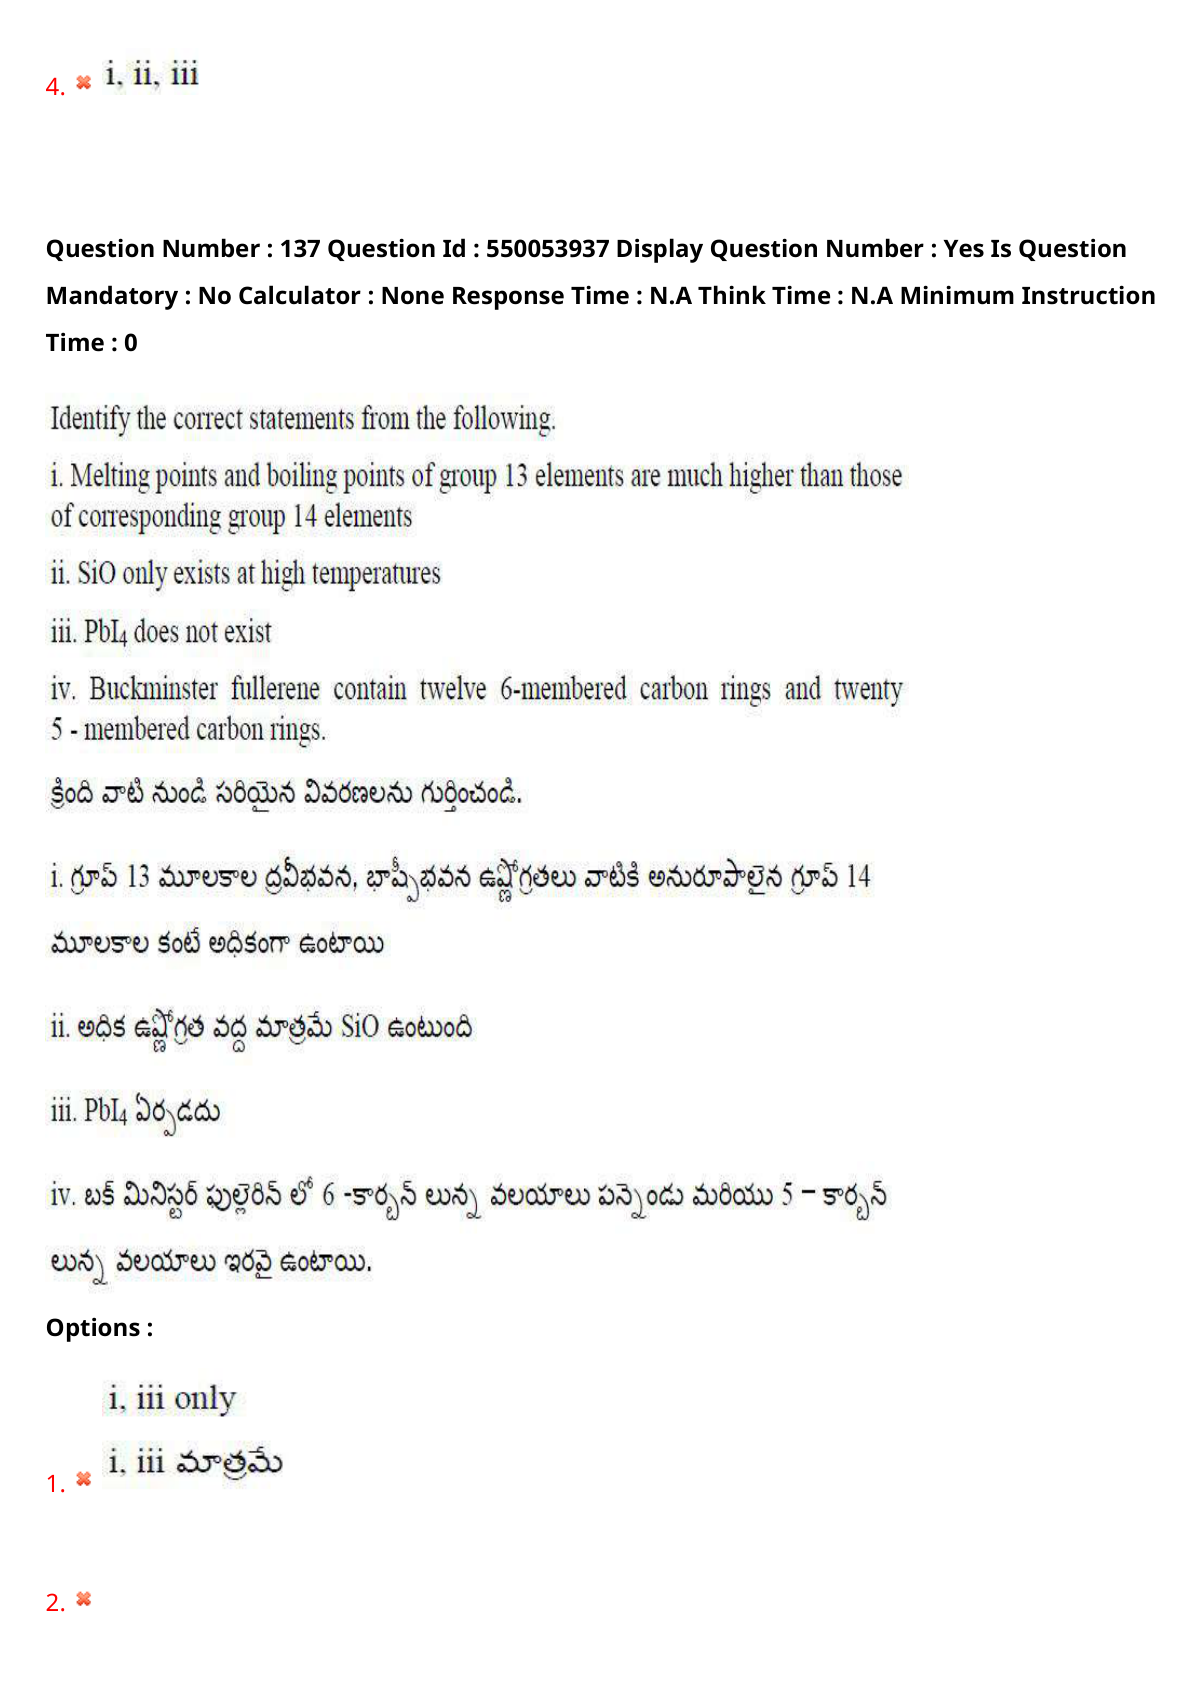 4. i, ii, iii
Question Number : 137 Question Id : 550053937 Display Question Number : Yes Is Question
Mandatory : No Calculator : None Response Time : N.A Think Time : N.A Minimum Instruction
Time : 0
Identify the correct statements from the following.
i. Melting points and boiling points of group 13 elements are much higher than those
of corresponding group 14 elements
ii. SiO only exists at high temperatures
iii. PbI₄ does not exist
iv. Buckminster fullerene contain twelve 6-membered carbon rings and twenty
5 - membered carbon rings.
క్రింది వాటి నుండి సరియైన వివరణలను గుర్తించండి.
i. గ్రూప్ 13 మూలకాల ద్రవీభవన, భాష్పీభవన ఉష్ణోగ్రతలు వాటికి అనురూపాలైన గ్రూప్ 14
మూలకాల కంటే అధికంగా ఉంటాయి
ii. అధిక ఉష్ణోగ్రత వద్ద మాత్రమే SiO ఉంటుంది
iii. PbI₄ ఏర్పడదు
iv. బక్ మినిస్టర్ ఫుల్లెరిన్ లో 6 -కార్బన్ లున్న వలయాలు పన్నెండు మరియు 5 – కార్బన్
లున్న వలయాలు ఇరవై ఉంటాయి.
Options :
i, iii only
1. i, iii మాత్రమే
2.